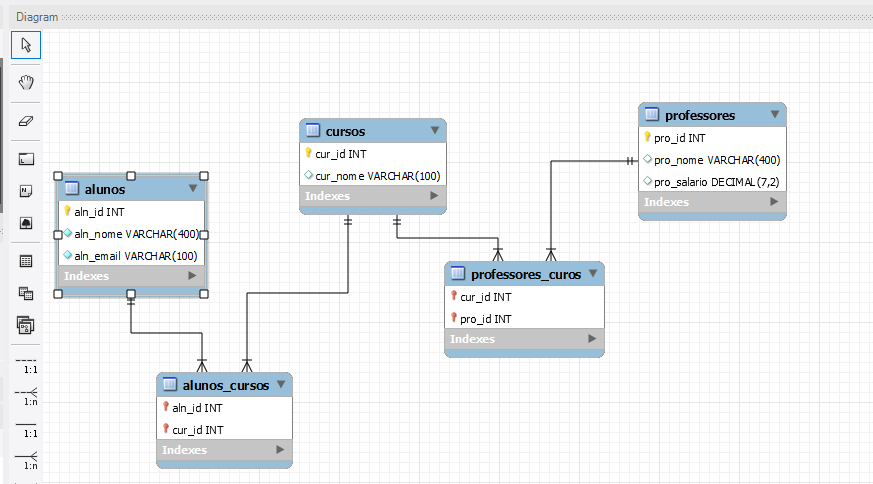 Diagram
cursos
cur_id INT
cur_nome VARCHAR(100)
Indexes
professores
pro_id INT
pro_nome VARCHAR(400)
pro_salario DECIMAL(7,2)
Indexes
alunos
aln_id INT
aln_nome VARCHAR(400)
aln_email VARCHAR(100)
Indexes
professores_curos
cur_id INT
pro_id INT
Indexes
alunos_cursos
aln_id INT
cur_id INT
Indexes
1:1
1:n
1:1
1:n